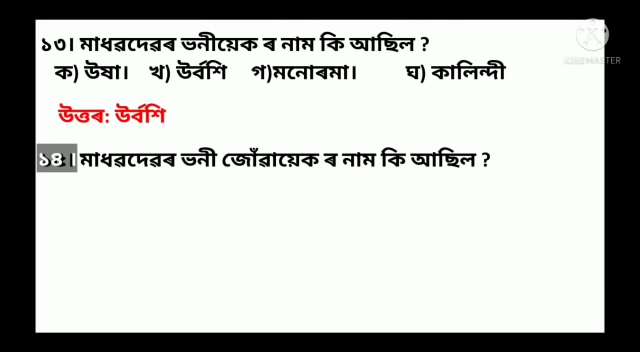 ১৩। মাধৱদেৱৰ ভনীয়েক ৰ নাম কি আছিল ?
ক) উষা। খ) উৰ্বশি গ)মনোৰমা। ঘ) কালিন্দী
উত্তৰ: উৰ্বশি
১৪। মাধৱদেৱৰ ভনী জোঁৱায়েক ৰ নাম কি আছিল ?
K
KINEMASTER